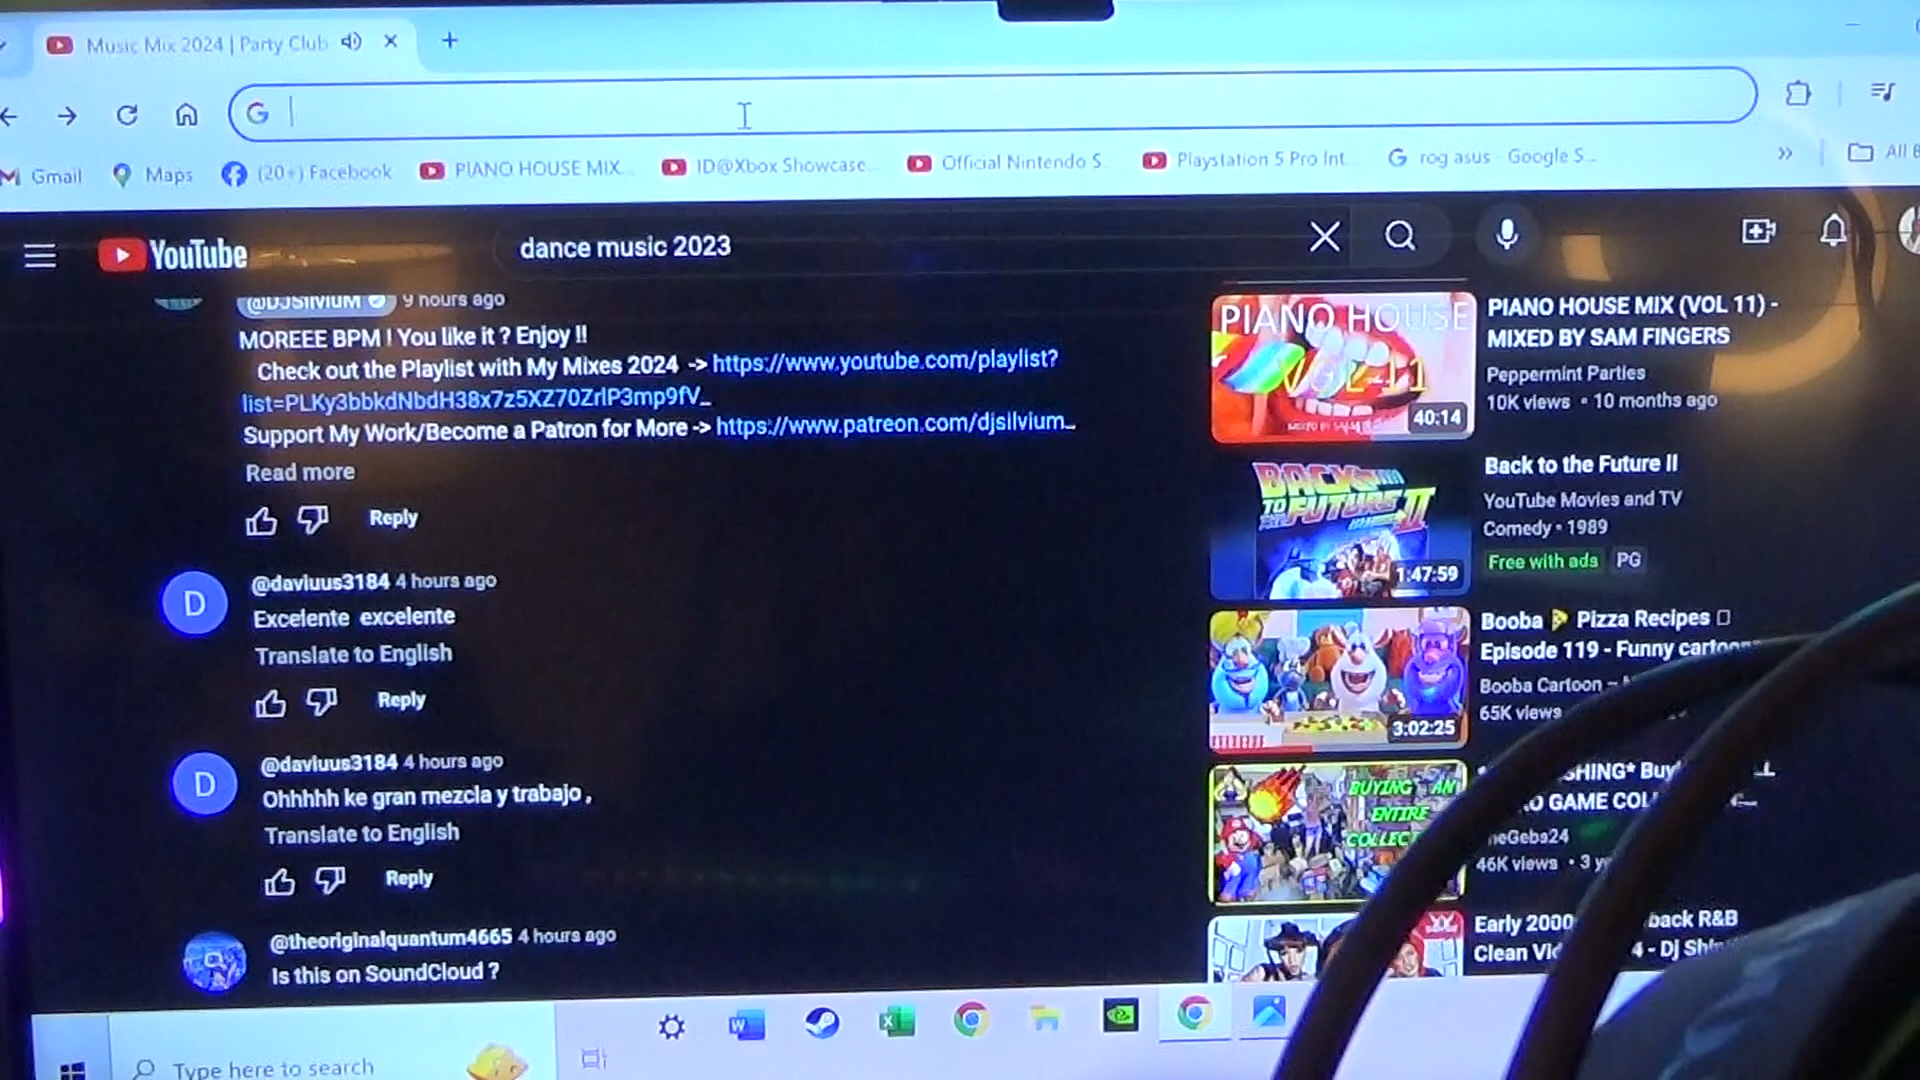 Music Mix 2024 | Party Club
G
Gmail
Maps
(20+) Facebook
PIANO HOUSE MIX...
ID@Xbox Showcase...
Official Nintendo S...
Playstation 5 Pro Int...
G rog asus - Google S...
All B
YouTube
dance music 2023
@DJSilviuM 9 hours ago
MOREEE BPM ! You like it ? Enjoy !!
Check out the Playlist with My Mixes 2024 -> https://www.youtube.com/playlist?
list=PLKy3bbkdNbdH38x7z5XZ70ZrlP3mp9fV_
Support My Work/Become a Patron for More -> https://www.patreon.com/djsilvium_
Read more
Reply
D
@daviuus3184 4 hours ago
Excelente excelente
Translate to English
Reply
D
@daviuus3184 4 hours ago
Ohhhhh ke gran mezcla y trabajo ,
Translate to English
Reply
@theoriginalquantum4665 4 hours ago
Is this on SoundCloud ?
PIANO HOUSE
VOL 11
40:14
PIANO HOUSE MIX (VOL 11) -
MIXED BY SAM FINGERS
Peppermint Parties
10K views • 10 months ago
BACK
TO THE
FUTURE II
1:47:59
Back to the Future II
YouTube Movies and TV
Comedy • 1989
Free with ads PG
3:02:25
Booba Pizza Recipes
Episode 119 - Funny cartoon
Booba Cartoon –
65K views
BUYING AN
ENTIRE
COLLECT
SHING* Buy
O GAME COL
heGebs24
46K views • 3 y
Early 2000 back R&B
Clean Vid 4 - Dj Sh
Type here to search